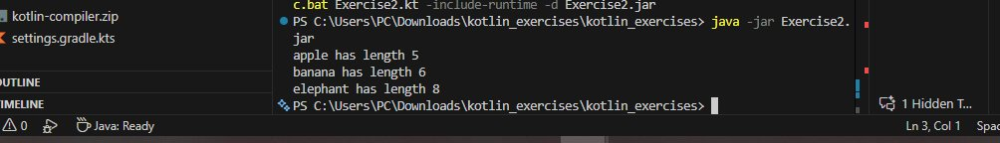 c.bat Exercise2.kt -include-runtime -d Exercise2.jar
kotlin-compiler.zip
PS C:\Users\PC\Downloads\kotlin_exercises\kotlin_exercises> java -jar Exercise2.
jar
settings.gradle.kts
apple has length 5
banana has length 6
OUTLINE
elephant has length 8
TIMELINE
PS C:\Users\PC\Downloads\kotlin_exercises\kotlin_exercises>
1 Hidden T...
0
Java: Ready
Ln 3, Col 1
Spac